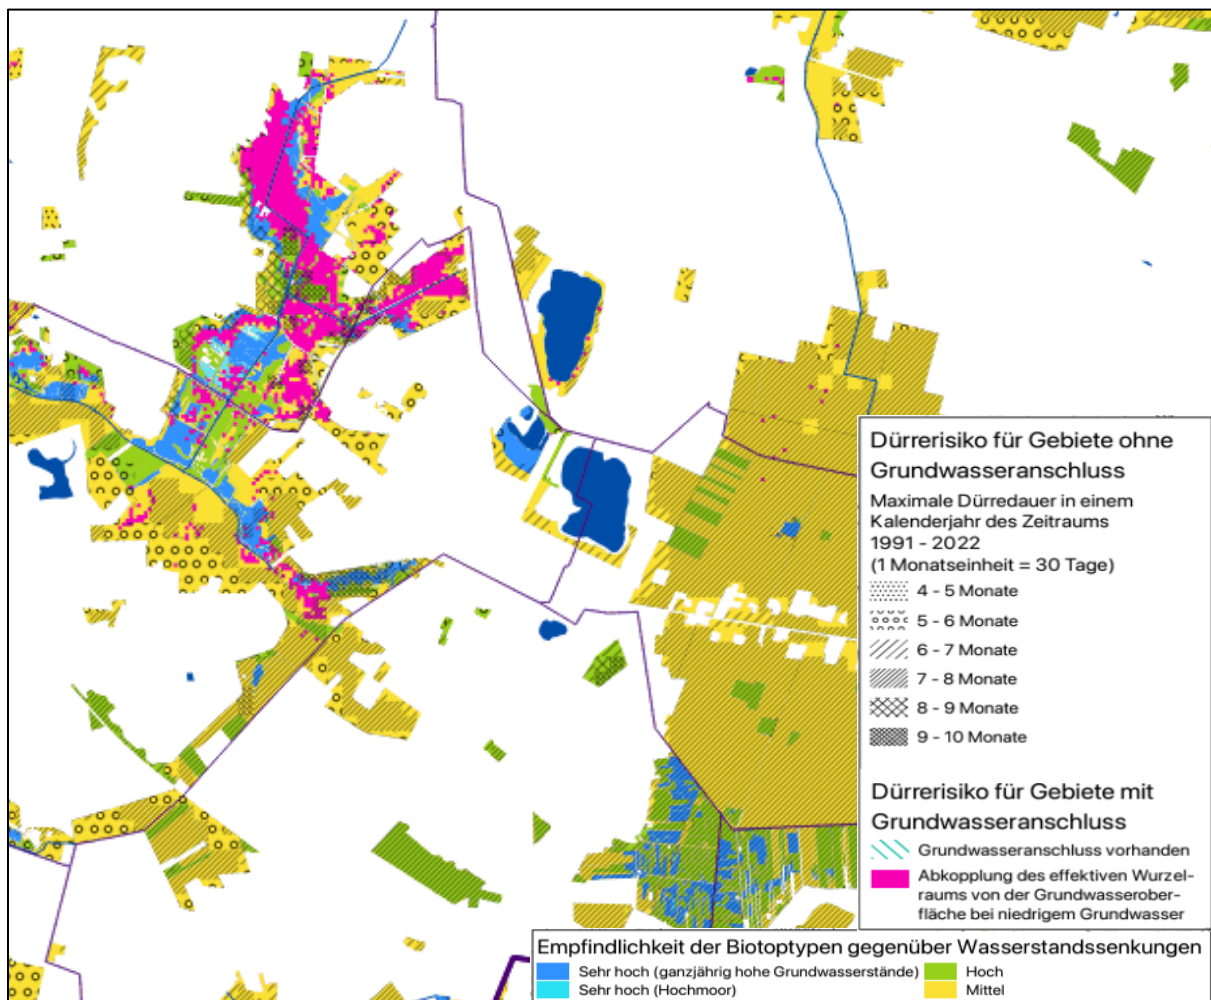 Dürrerisiko für Gebiete ohne
Grundwasseranschluss
Maximale Dürredauer in einem
Kalenderjahr des Zeitraums
1991 - 2022
(1 Monatseinheit = 30 Tage)
4 - 5 Monate
5 - 6 Monate
6 - 7 Monate
7 - 8 Monate
8 - 9 Monate
9 - 10 Monate
Dürrerisiko für Gebiete mit
Grundwasseranschluss
Grundwasseranschluss vorhanden
Abkopplung des effektiven Wurzel-
raums von der Grundwasserober-
fläche bei niedrigem Grundwasser
Empfindlichkeit der Biotoptypen gegenüber Wasserstandssenkungen
Sehr hoch (ganzjährig hohe Grundwasserstände)
Sehr hoch (Hochmoor)
Hoch
Mittel